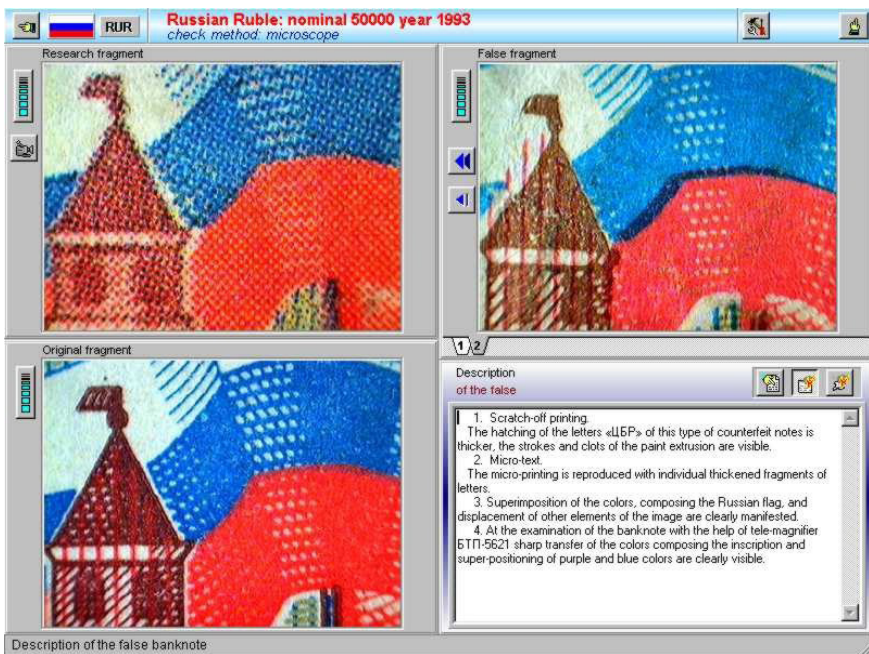 RUR
Russian Ruble: nominal 50000 year 1993
check method: microscope
Research fragment
False fragment
Original fragment
1 2
Description
of the false
1. Scratch-off printing.
The hatching of the letters «ЦБР» of this type of counterfeit notes is
thicker, the strokes and clots of the paint extrusion are visible.
2. Micro-text.
The micro-printing is reproduced with individual thickened fragments of
letters.
3. Superimposition of the colors, composing the Russian flag, and
displacement of other elements of the image are clearly manifested.
4. At the examination of the banknote with the help of tele-magnifier
БТП-5621 sharp transfer of the colors composing the inscription and
super-positioning of purple and blue colors are clearly visible.
Description of the false banknote